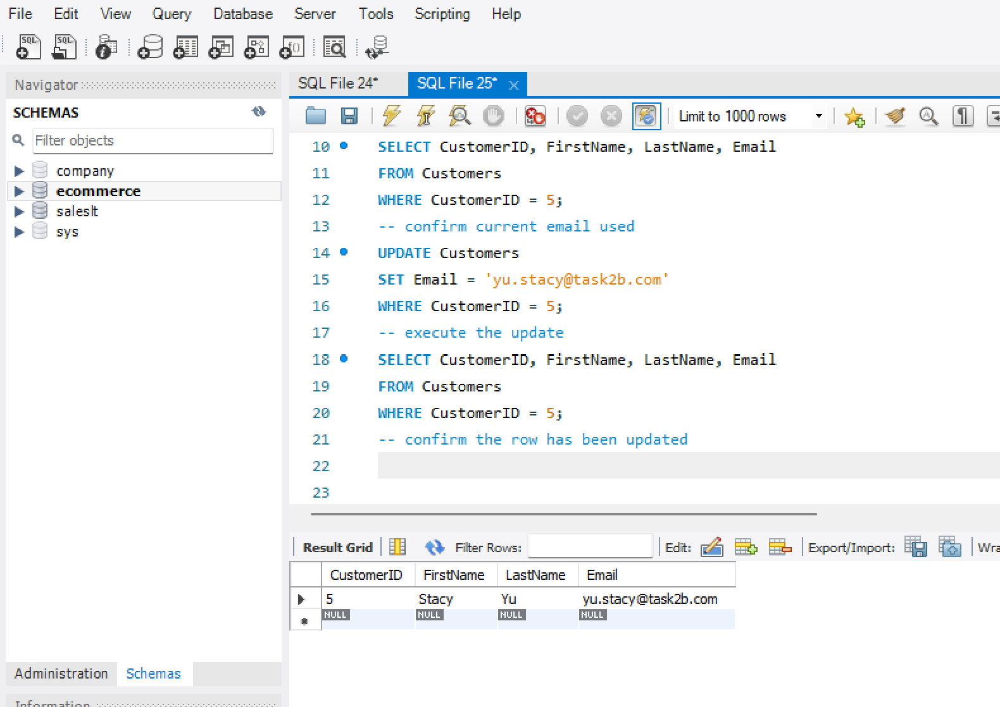 File Edit View Query Database Server Tools Scripting Help
SQL SQL
Navigator
SCHEMAS
Filter objects
company
ecommerce
saleslt
sys
Administration Schemas
Information
SQL File 24* SQL File 25*
Limit to 1000 rows
10 SELECT CustomerID, FirstName, LastName, Email
11 FROM Customers
12 WHERE CustomerID = 5;
13 -- confirm current email used
14 UPDATE Customers
15 SET Email = 'yu.stacy@task2b.com'
16 WHERE CustomerID = 5;
17 -- execute the update
18 SELECT CustomerID, FirstName, LastName, Email
19 FROM Customers
20 WHERE CustomerID = 5;
21 -- confirm the row has been updated
22
23
Result Grid Filter Rows: Edit: Export/Import: Wra
CustomerID FirstName LastName Email
5 Stacy Yu yu.stacy@task2b.com
NULL NULL NULL NULL